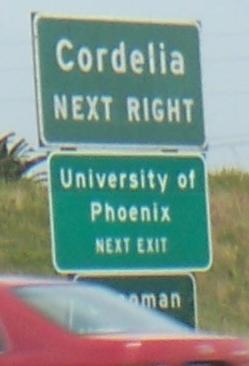 Cordelia
NEXT RIGHT
University of
Phoenix
NEXT EXIT